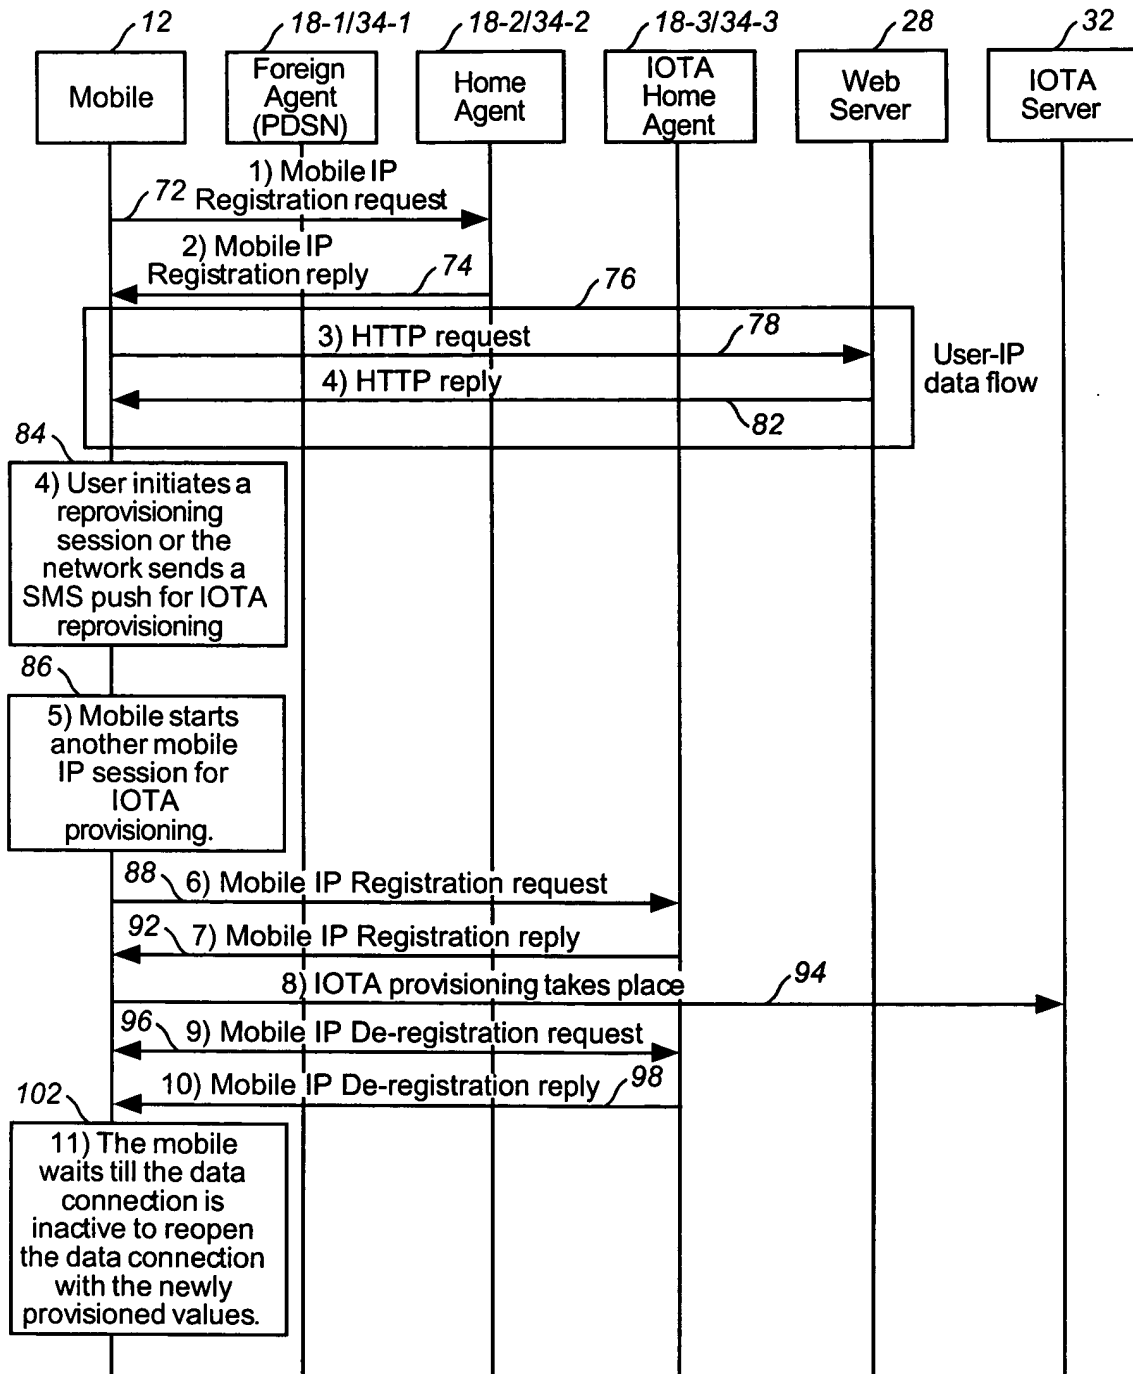 12
18-1/34-1
18-2/34-2
18-3/34-3
28
32
Mobile
Foreign
Agent
(PDSN)
Home
Agent
IOTA
Home
Agent
Web
Server
IOTA
Server
1) Mobile IP
Registration request
72
2) Mobile IP
Registration reply
74
76
3) HTTP request
78
4) HTTP reply
82
User-IP
data flow
84
4) User initiates a
reprovisioning
session or the
network sends a
SMS push for IOTA
reprovisioning
86
5) Mobile starts
another mobile
IP session for
IOTA
provisioning.
88
6) Mobile IP Registration request
92
7) Mobile IP Registration reply
8) IOTA provisioning takes place
94
96
9) Mobile IP De-registration request
10) Mobile IP De-registration reply
98
102
11) The mobile
waits till the data
connection is
inactive to reopen
the data connection
with the newly
provisioned values.